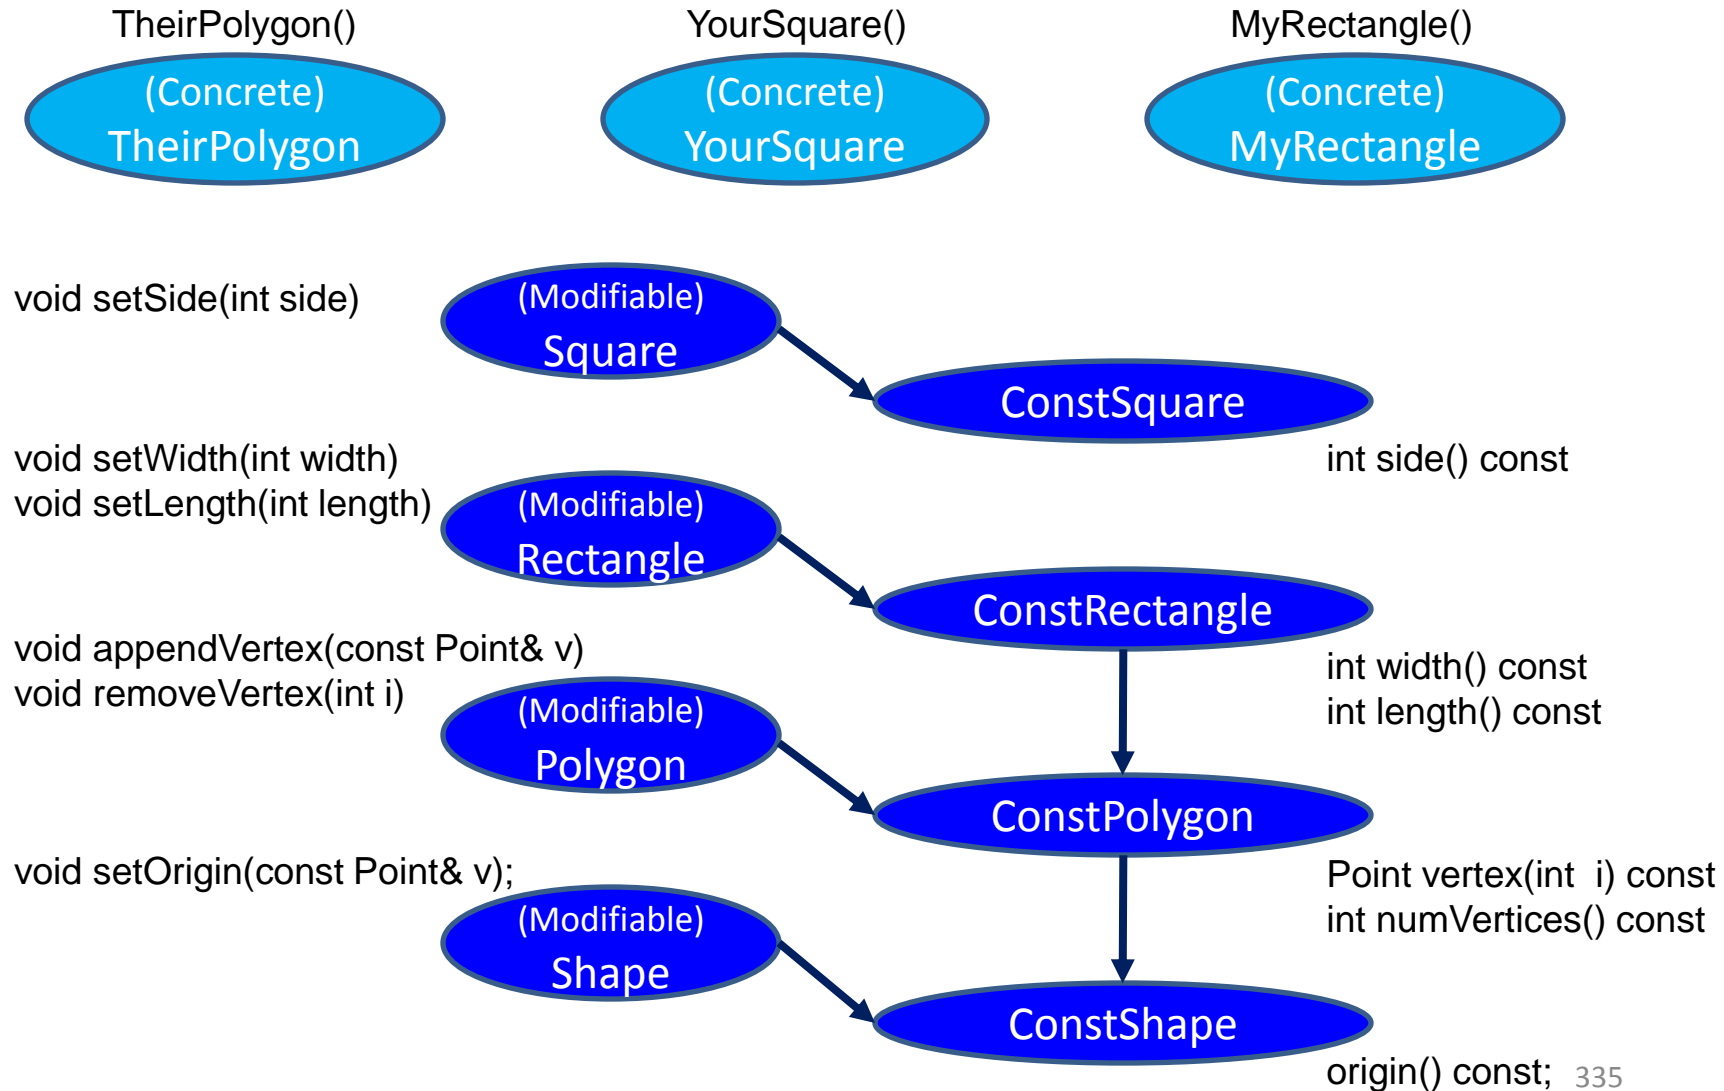 TheirPolygon()
YourSquare()
MyRectangle()
(Concrete)
TheirPolygon
(Concrete)
YourSquare
(Concrete)
MyRectangle
void setSide(int side)
(Modifiable)
Square
ConstSquare
int side() const
void setWidth(int width)
void setLength(int length)
(Modifiable)
Rectangle
ConstRectangle
int width() const
int length() const
void appendVertex(const Point& v)
void removeVertex(int i)
(Modifiable)
Polygon
ConstPolygon
Point vertex(int  i) const
int numVertices() const
void setOrigin(const Point& v);
(Modifiable)
Shape
ConstShape
origin() const;
335